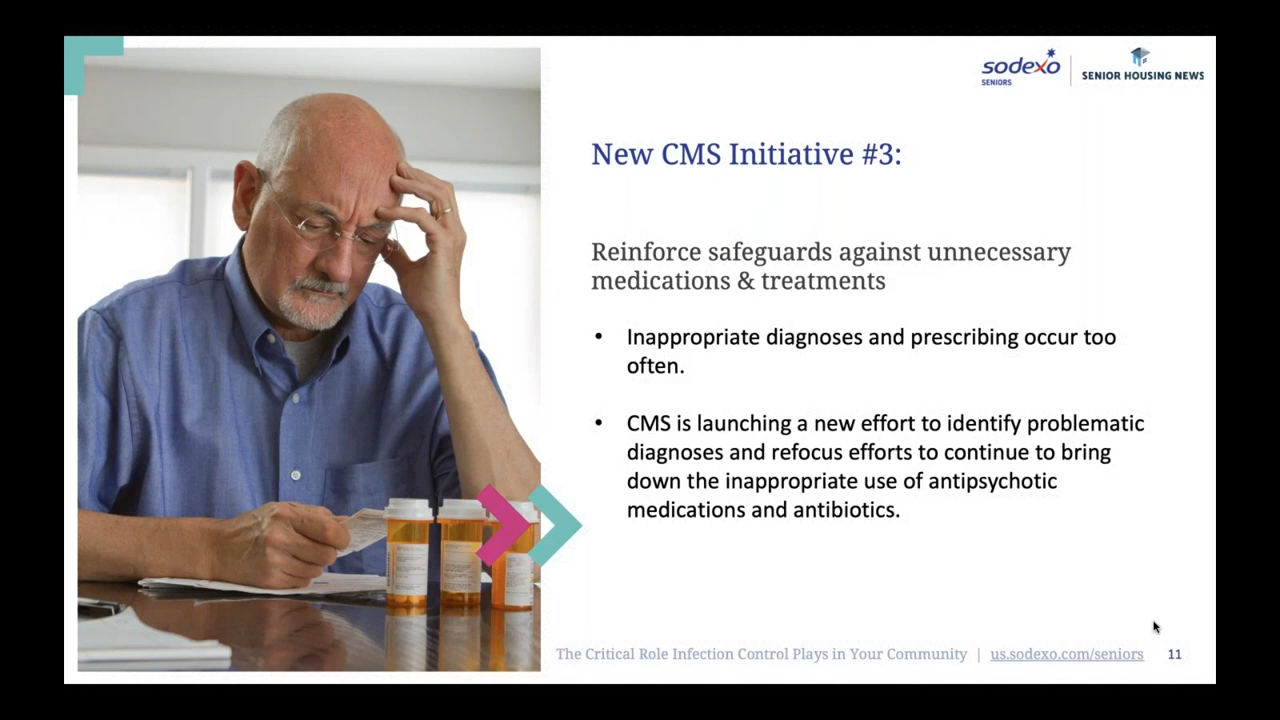 sodexo
SENIORS
SENIOR HOUSING NEWS
New CMS Initiative #3:
Reinforce safeguards against unnecessary
medications & treatments
• Inappropriate diagnoses and prescribing occur too
often.
• CMS is launching a new effort to identify problematic
diagnoses and refocus efforts to continue to bring
down the inappropriate use of antipsychotic
medications and antibiotics.
The Critical Role Infection Control Plays in Your Community | us.sodexo.com/seniors 11